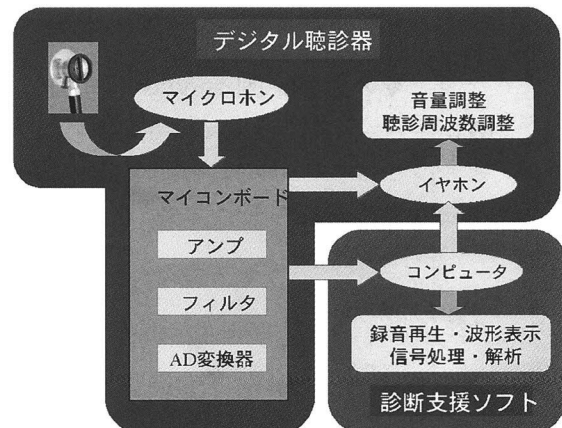 デジタル聴診器
マイクロホン
音量調整
聴診周波数調整
マイコンボード
イヤホン
アンプ
コンピュータ
フィルタ
録音再生・波形表示
信号処理・解析
AD変換器
診断支援ソフト